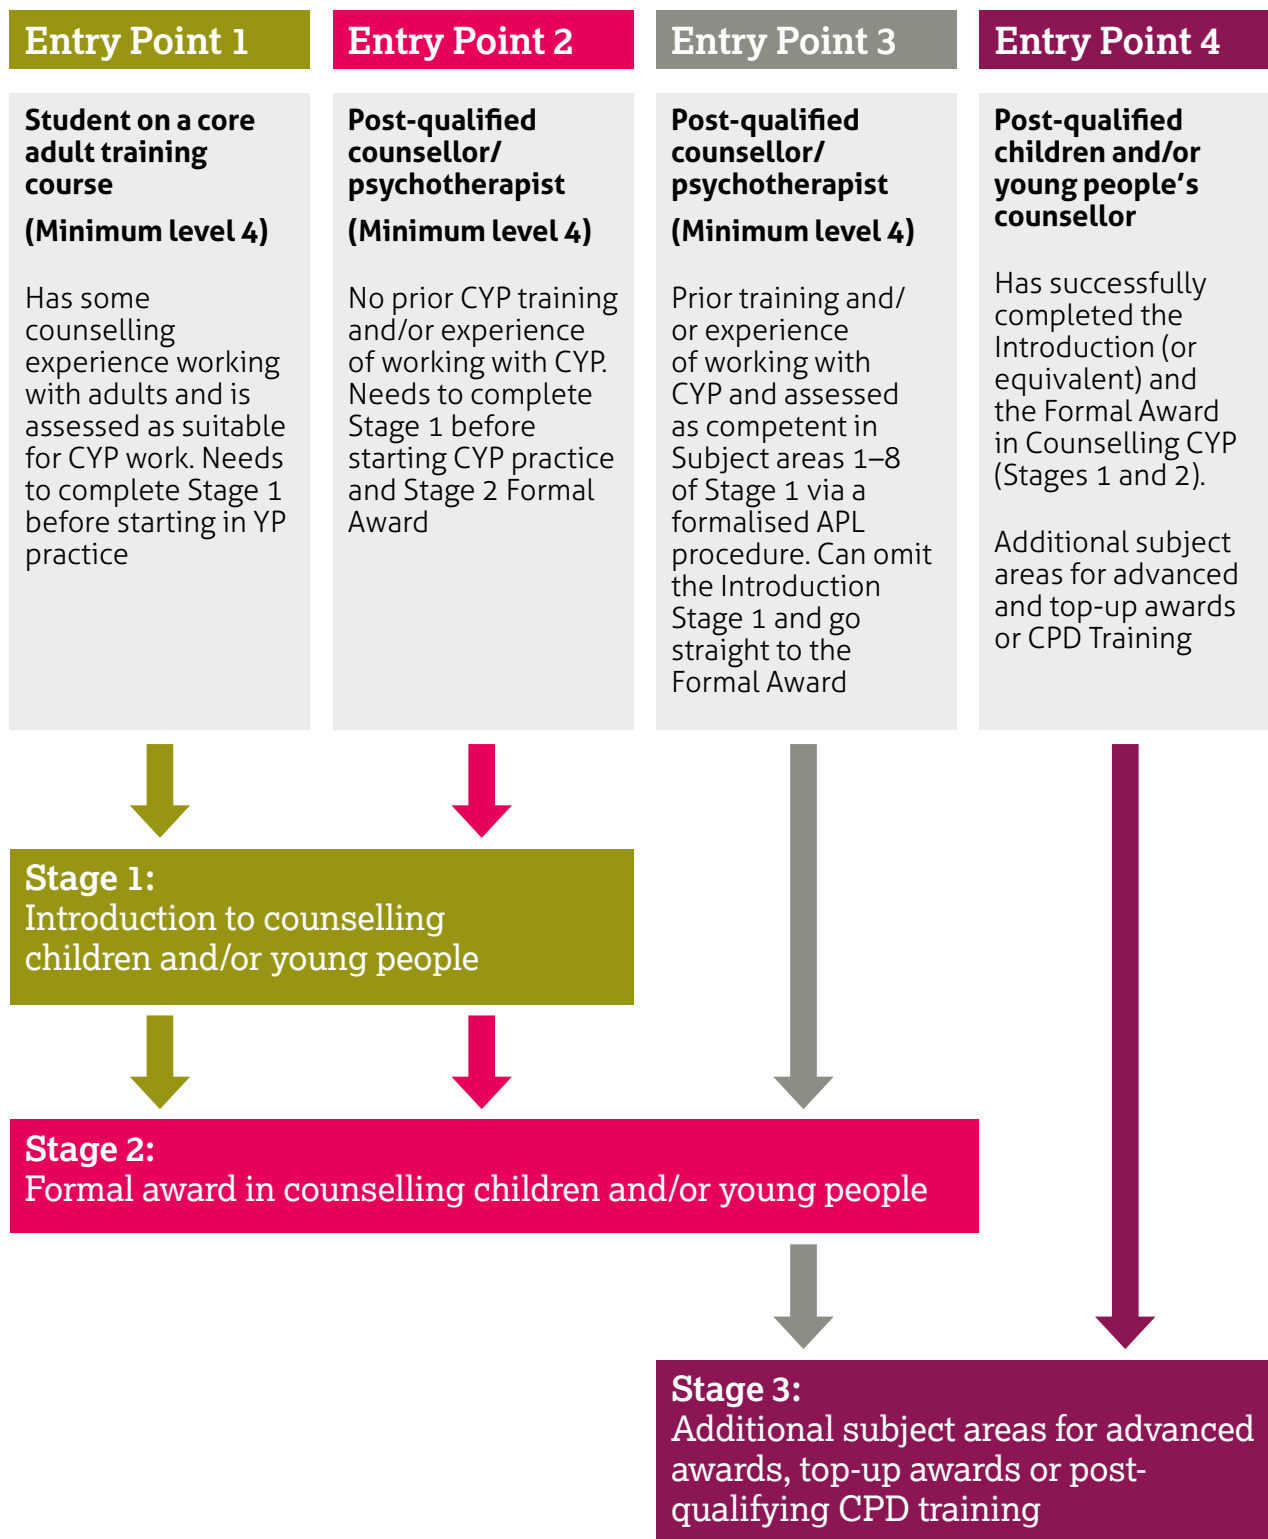 Entry Point 1
Student on a core
adult training
course
(Minimum level 4)
Has some
counselling
experience working
with adults and is
assessed as suitable
for CYP work. Needs
to complete Stage 1
before starting in YP
practice
Entry Point 2
Post-qualified
counsellor/
psychotherapist
(Minimum level 4)
No prior CYP training
and/or experience
of working with CYP.
Needs to complete
Stage 1 before
starting CYP practice
and Stage 2 Formal
Award
Entry Point 3
Post-qualified
counsellor/
psychotherapist
(Minimum level 4)
Prior training and/
or experience
of working with
CYP and assessed
as competent in
Subject areas 1–8
of Stage 1 via a
formalised APL
procedure. Can omit
the Introduction
Stage 1 and go
straight to the
Formal Award
Entry Point 4
Post-qualified
children and/or
young people’s
counsellor
Has successfully
completed the
Introduction (or
equivalent) and
the Formal Award
in Counselling CYP
(Stages 1 and 2).
Additional subject
areas for advanced
and top-up awards
or CPD Training
Stage 1:
Introduction to counselling
children and/or young people
Stage 2:
Formal award in counselling children and/or young people
Stage 3:
Additional subject areas for advanced
awards, top-up awards or post-
qualifying CPD training